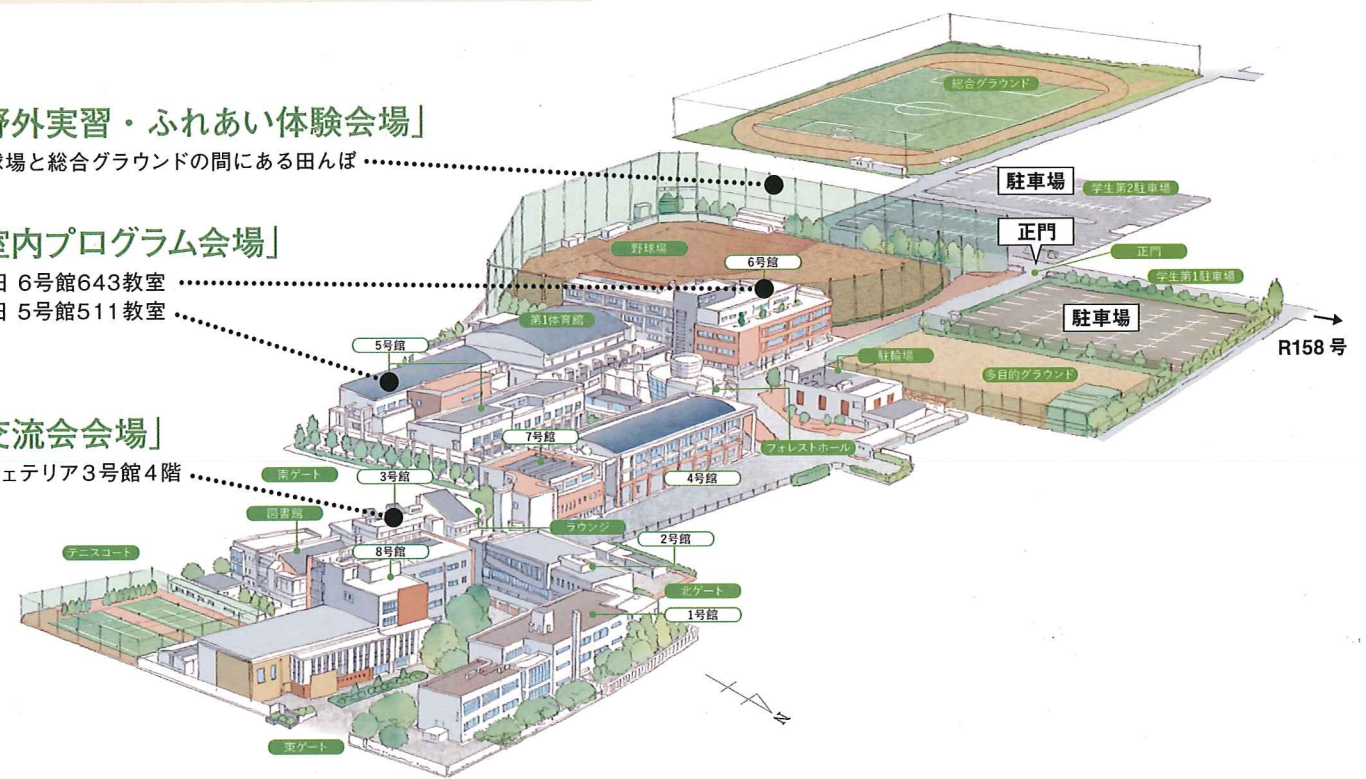 野外実習・ふれあい体験会場」
球場と総合グラウンドの間にある田んぼ
室内プログラム会場」
日 6号館643教室
日 5号館511教室
交流会会場」
ェテリア3号館4階
総合グラウンド
駐車場
学生第2駐車場
正門
正門
学生第1駐車場
駐車場
R158 号
野球場
6号館
第1体育館
5号館
駐輪場
多目的グラウンド
7号館
フォレストホール
4号館
南ゲート
3号館
図書館
ラウンジ
テニスコート
8号館
2号館
北ゲート
1号館
東ゲート
N